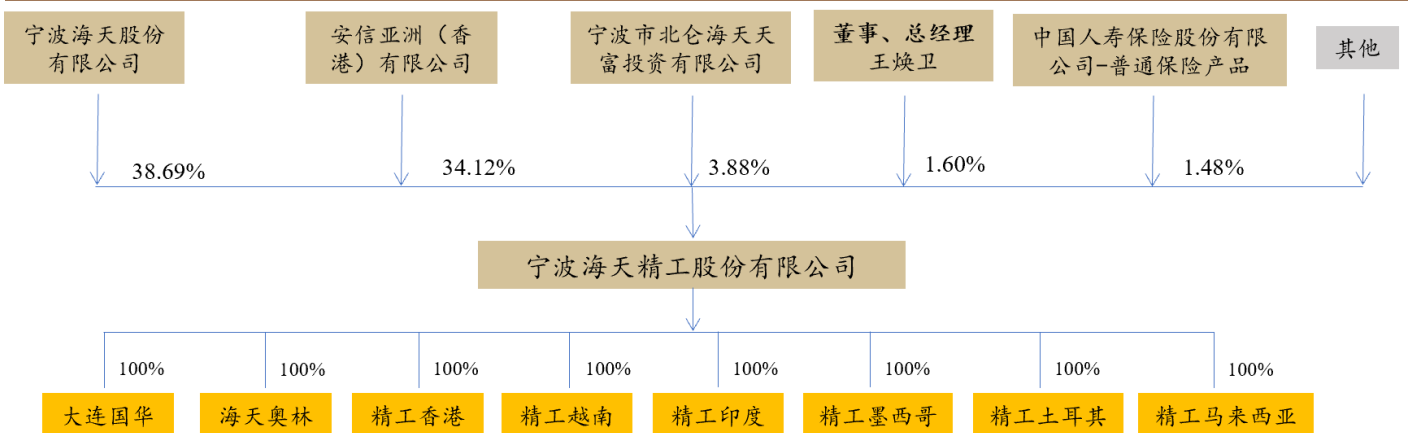 宁波海天股份
有限公司
安信亚洲（香
港）有限公司
宁波市北仑海天天
富投资有限公司
董事、总经理
王焕卫
中国人寿保险股份有限
公司-普通保险产品
其他
38.69%
34.12%
3.88%
1.60%
1.48%
宁波海天精工股份有限公司
100%
100%
100%
100%
100%
100%
100%
100%
大连国华
海天奥林
精工香港
精工越南
精工印度
精工墨西哥
精工土耳其
精工马来西亚